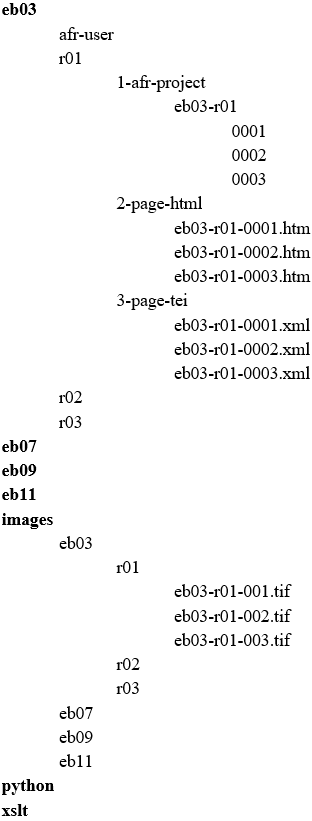 eb03
afr-user
r01
1-afr-project
eb03-r01
0001
0002
0003
2-page-html
eb03-r01-0001.htm
eb03-r01-0002.htm
eb03-r01-0003.htm
3-page-tei
eb03-r01-0001.xml
eb03-r01-0002.xml
eb03-r01-0003.xml
r02
r03
eb07
eb09
eb11
images
eb03
r01
eb03-r01-001.tif
eb03-r01-002.tif
eb03-r01-003.tif
r02
r03
eb07
eb09
eb11
python
xslt